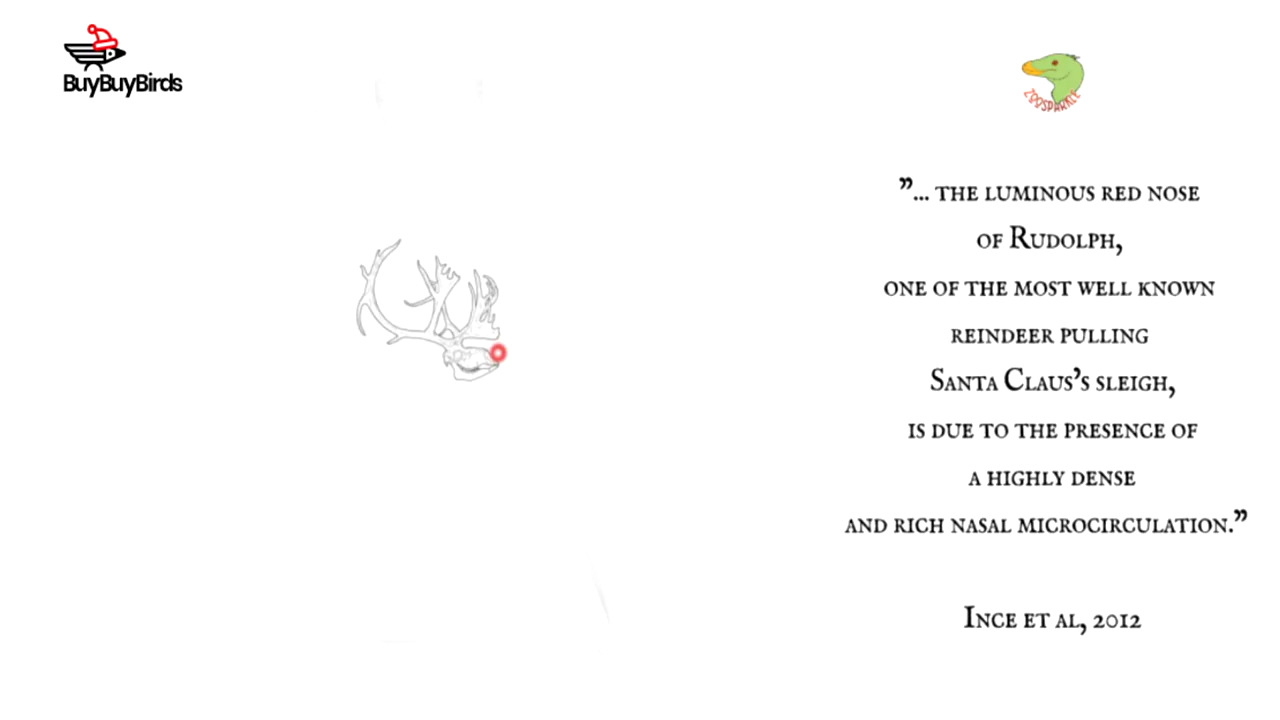 BuyBuyBirds
ZOOSPARKLE
"... THE LUMINOUS RED NOSE
OF RUDOLPH,
ONE OF THE MOST WELL KNOWN
REINDEER PULLING
SANTA CLAUS'S SLEIGH,
IS DUE TO THE PRESENCE OF
A HIGHLY DENSE
AND RICH NASAL MICROCIRCULATION."
INCE ET AL, 2012